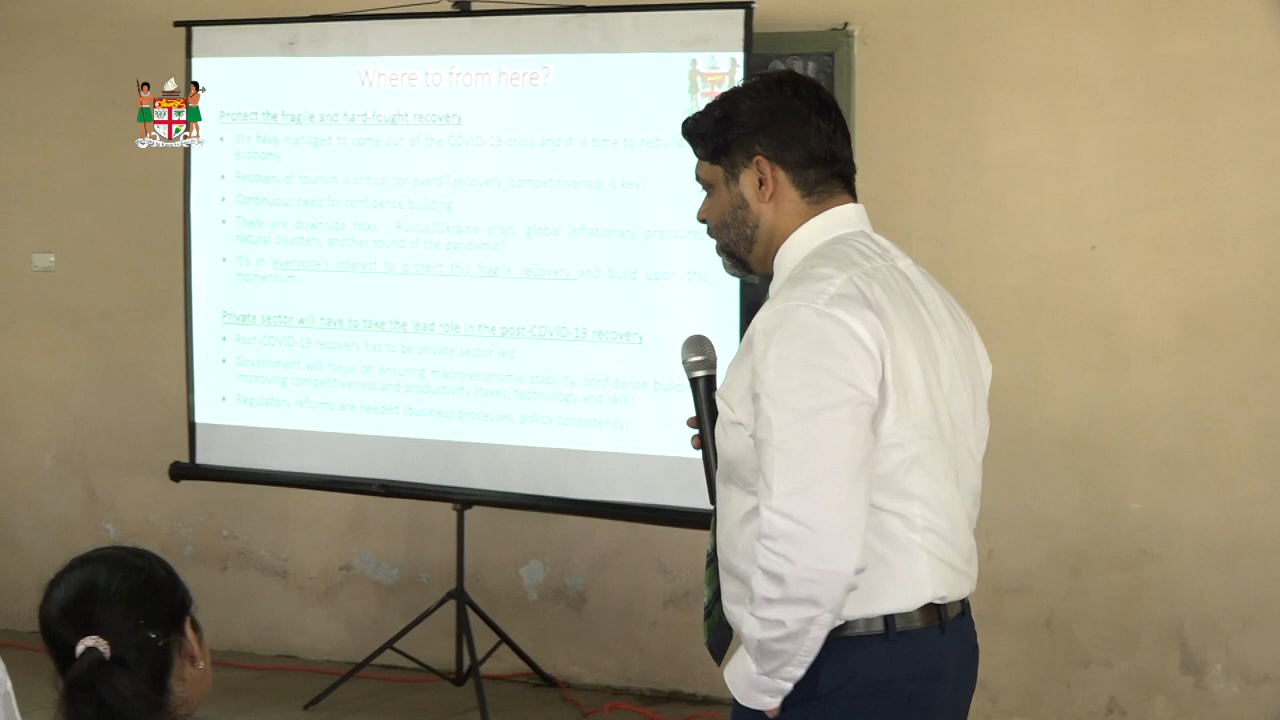 Where to from here?
Protect the fragile and hard-fought recovery
• We have managed to come out of the COVID-19 crisis and it is time to rebuild
economy
• Recovery of tourism is critical for overall recovery (competitiveness is key)
• Continuous need for confidence building
• There are downside risks - Russia/Ukraine crisis, global inflationary pressures
natural disasters, another round of the pandemic
• It's in everyone's interest to protect this fragile recovery and build upon this
momentum
Private sector will have to take the lead role in the post-COVID-19 recovery
• Post-COVID-19 recovery has to be private sector-led
• Government will focus on ensuring macro-economic stability, confidence
improving competitiveness and productivity (taxes, technology and skill)
• Regulatory reforms are needed (business processes, policy consistency)